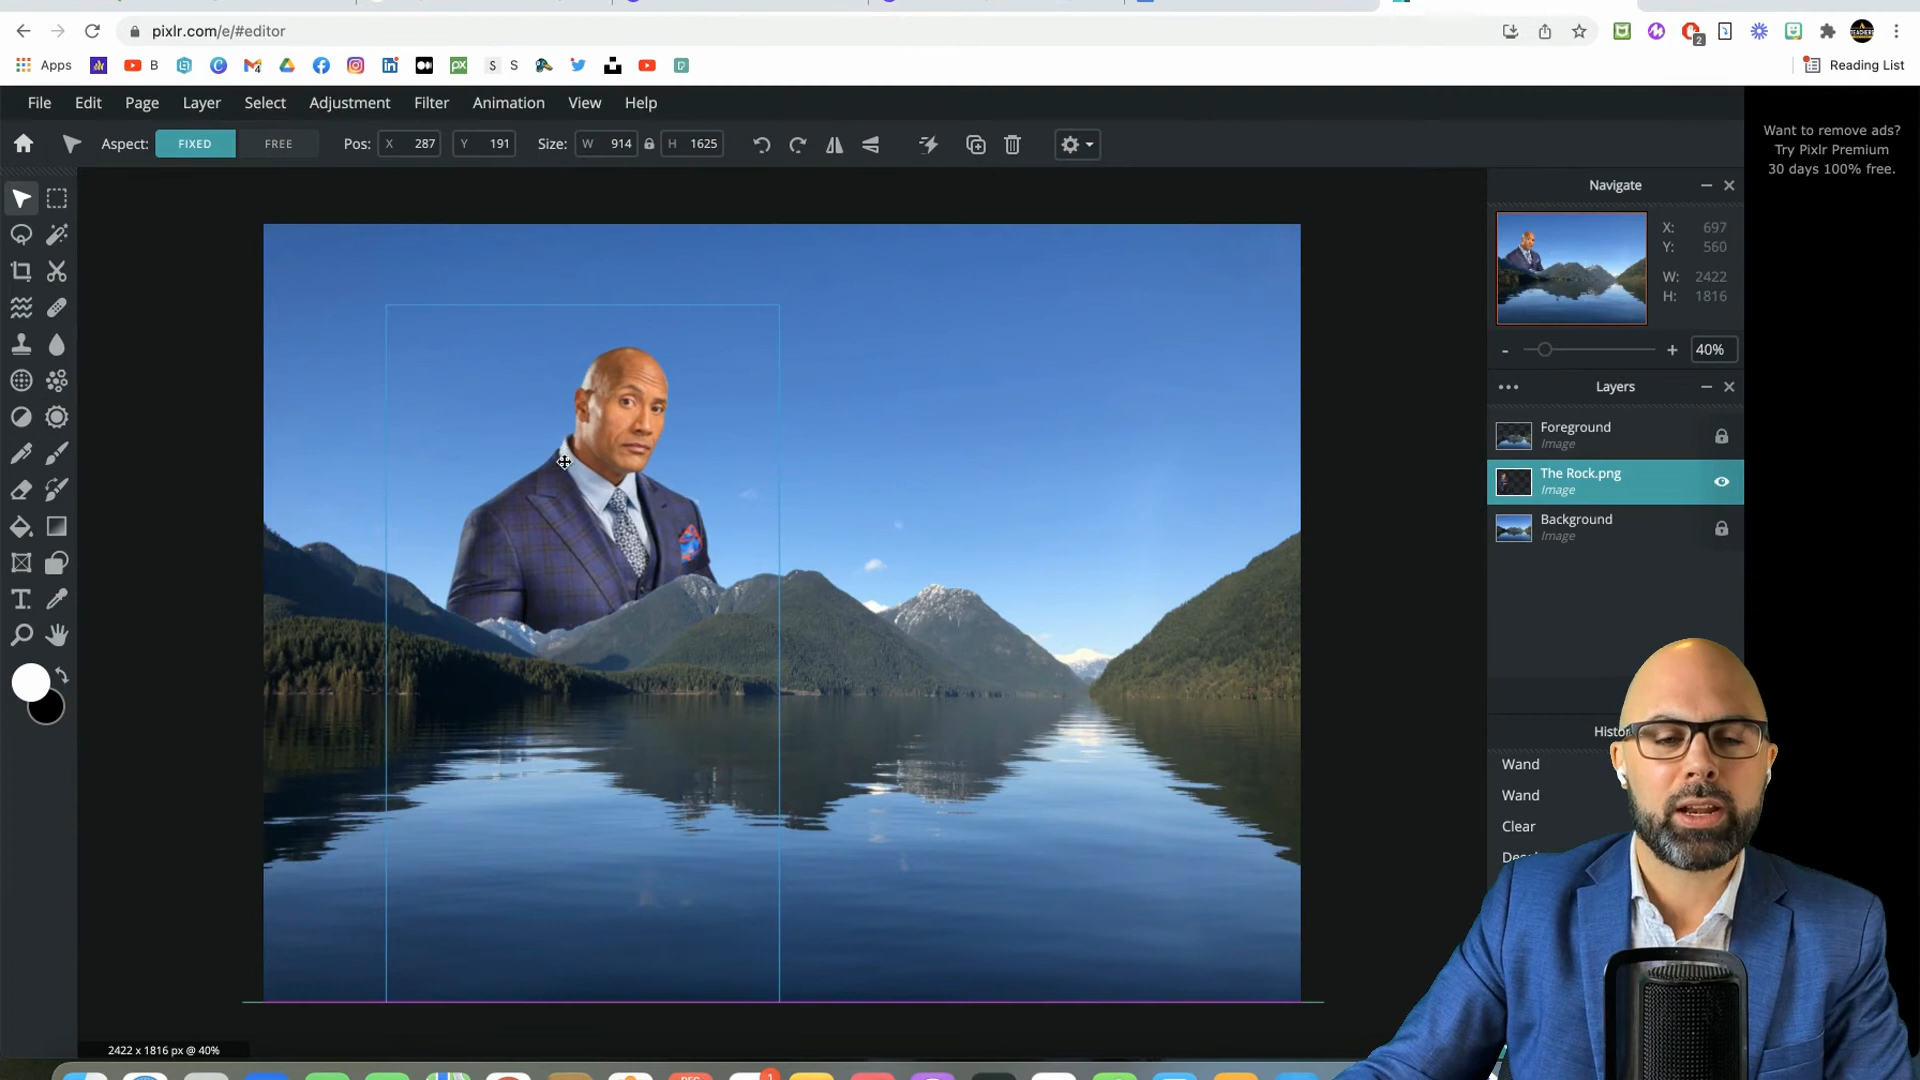 pixlr.com/e/#editor
2
Apps B S Reading List
File Edit Page Layer Select Adjustment Filter Animation View Help
Aspect: FIXED FREE Pos: X 287 Y 191 Size: W 914 H 1625
Want to remove ads?
Try Pixlr Premium
30 days 100% free.
Navigate
X: 697
Y: 560
W: 2422
H: 1816
- + 40%
Layers
Foreground
Image
The Rock.png
Image
Background
Image
Wand
Wand
Clear
T
2422 x 1816 px @ 40%
DEC
1